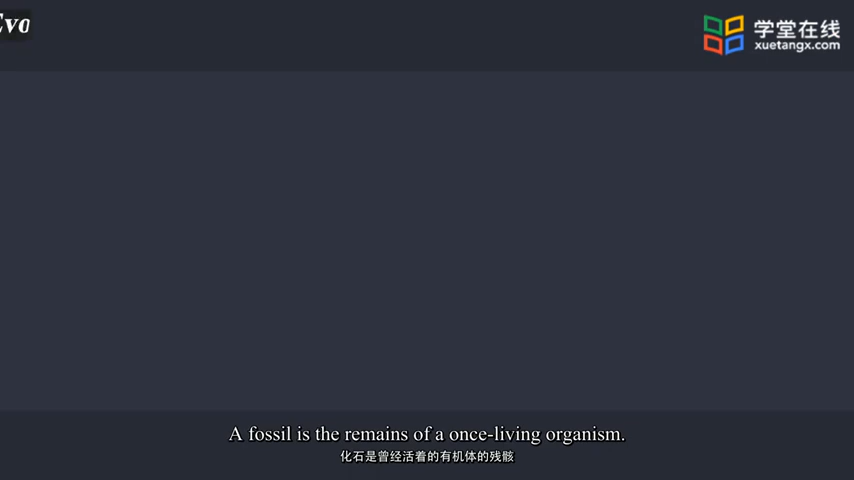 Evo
学堂在线
xuetangx.com
A fossil is the remains of a once-living organism.
化石是曾经活着的有机体的残骸